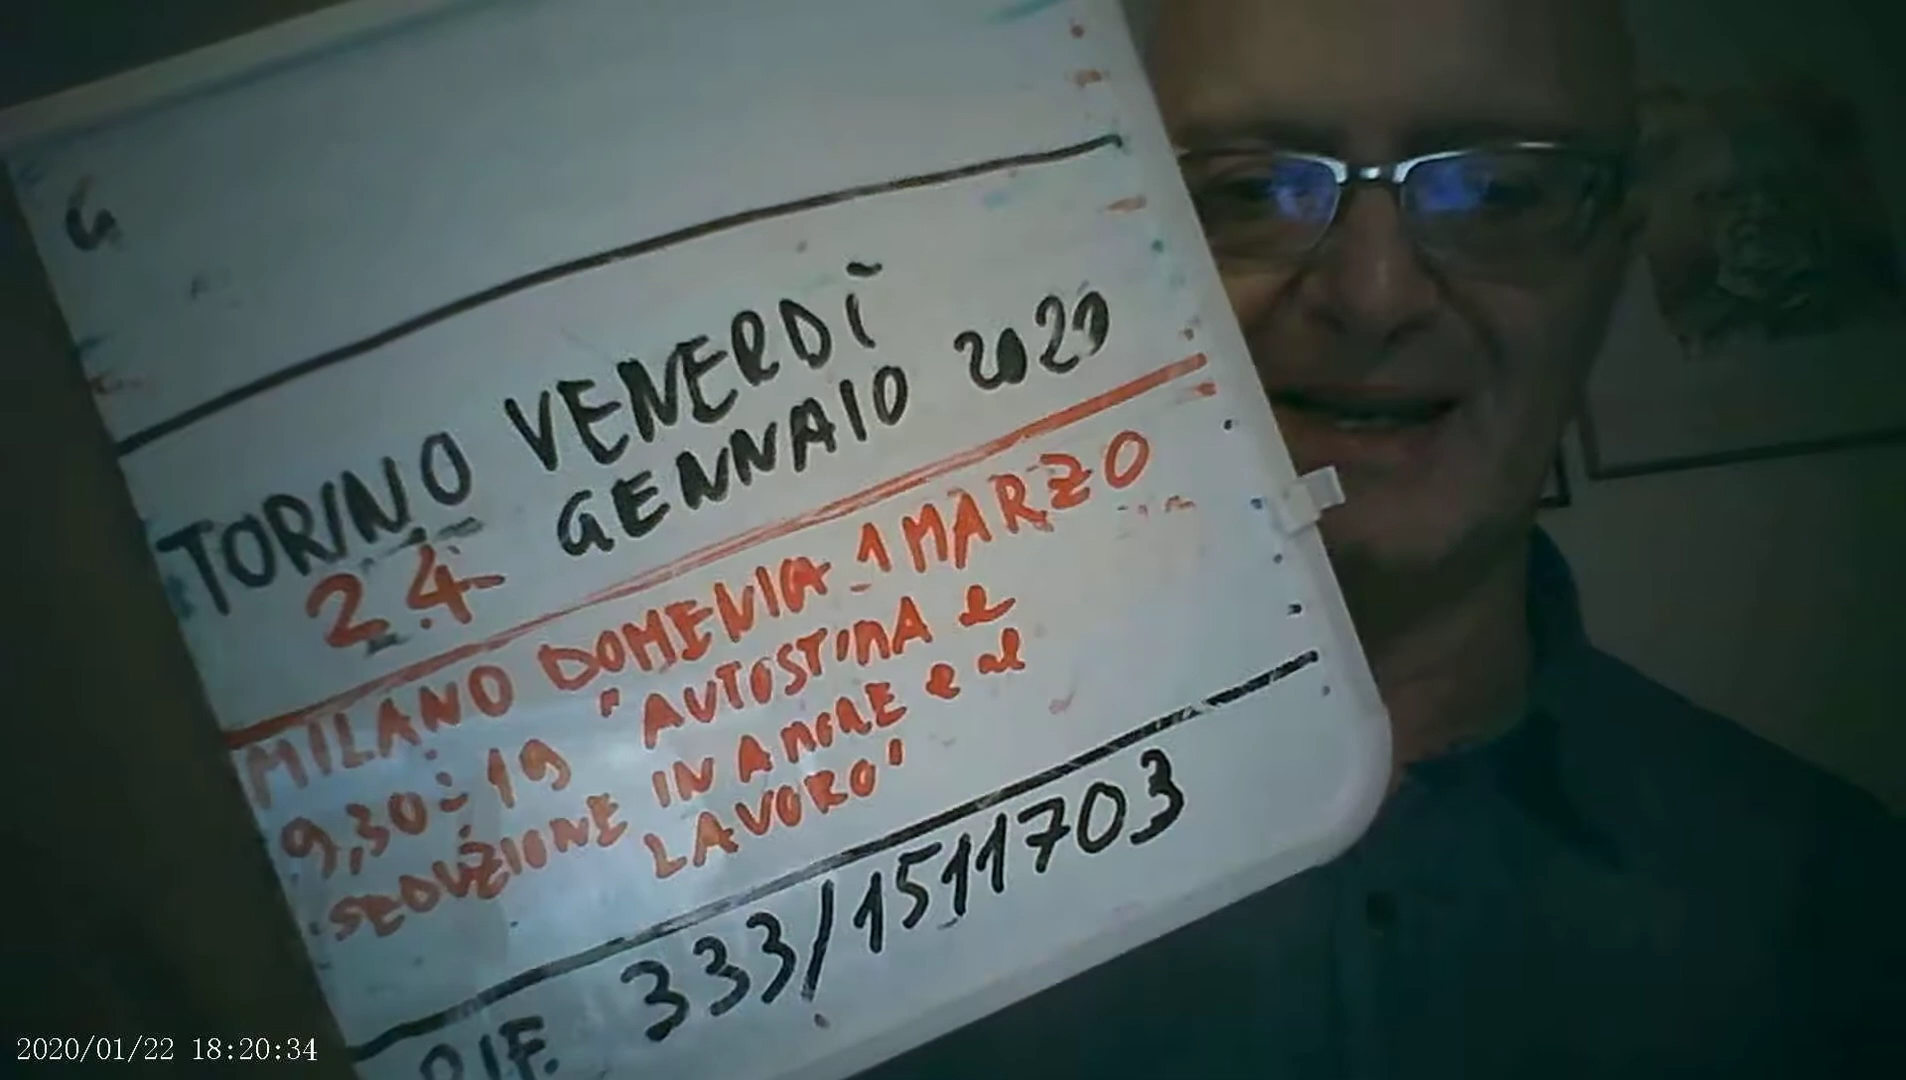 G
TORINO VENERDÌ
24 GENNAIO 2020
MILANO DOMENIA 1 MARZO
9,30÷19 "AUTOSTIMA e
SEDUZIONE IN AMORE e al
LAVORO"
RIF. 333/1511703
2020/01/22 18:20:34